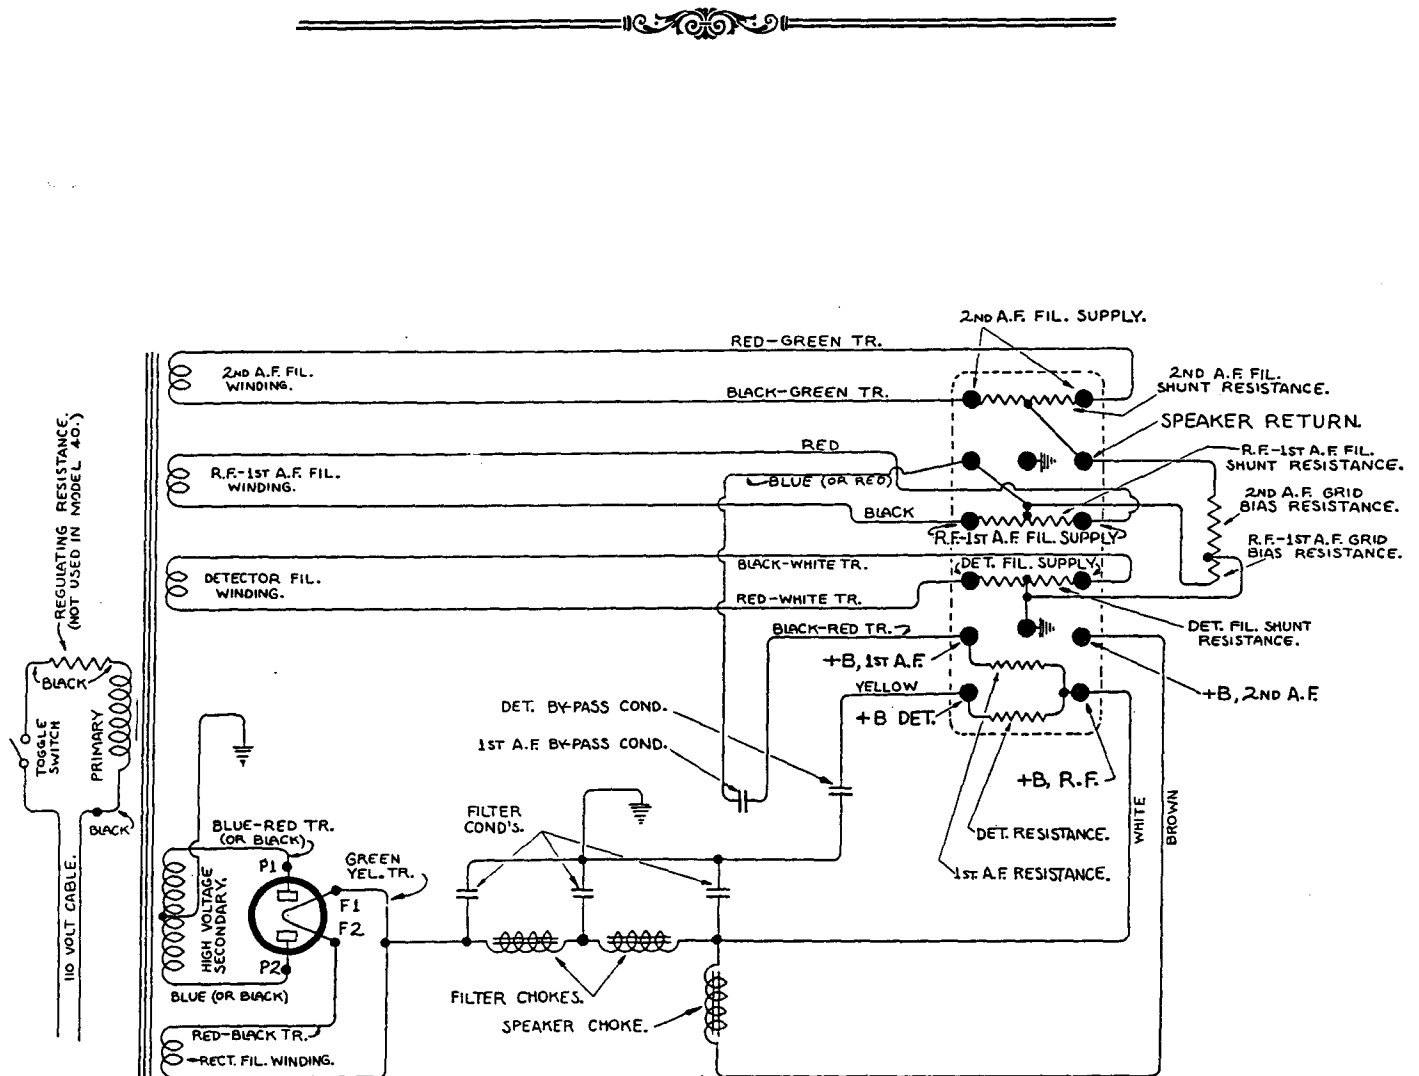 2ND A.F. FIL. SUPPLY.
RED-GREEN TR.
2ND A.F. FIL.
WINDING.
2ND A.F. FIL.
SHUNT RESISTANCE.
BLACK-GREEN TR.
SPEAKER RETURN.
RED
R.F.-1ST A.F. FIL.
SHUNT RESISTANCE.
R.F.-1ST A.F. FIL.
WINDING.
BLUE (OR RED)
2ND A.F. GRID
BIAS RESISTANCE.
BLACK
R.F.-1ST A.F. FIL. SUPPLY
R.F.-1ST A.F. GRID
BIAS RESISTANCE.
BLACK-WHITE TR.
DET. FIL. SUPPLY.
DETECTOR FIL.
WINDING.
RED-WHITE TR.
BLACK-RED TR.
DET. FIL. SHUNT
RESISTANCE.
REGULATING RESISTANCE.
(NOT USED IN MODEL 40.)
BLACK
+B, 1ST A.F.
YELLOW
+B, 2ND A.F.
DET. BY-PASS COND.
+B DET.
TOGGLE
SWITCH
PRIMARY
1ST A.F. BY-PASS COND.
+B, R.F.
BLACK
BLUE-RED TR.
(OR BLACK)
FILTER
COND'S.
WHITE
BROWN
DET. RESISTANCE.
GREEN
YEL. TR.
P1
1ST A.F. RESISTANCE.
110 VOLT CABLE.
HIGH VOLTAGE
SECONDARY.
F1
F2
P2
BLUE (OR BLACK)
FILTER CHOKES.
SPEAKER CHOKE.
RED-BLACK TR.
RECT. FIL. WINDING.